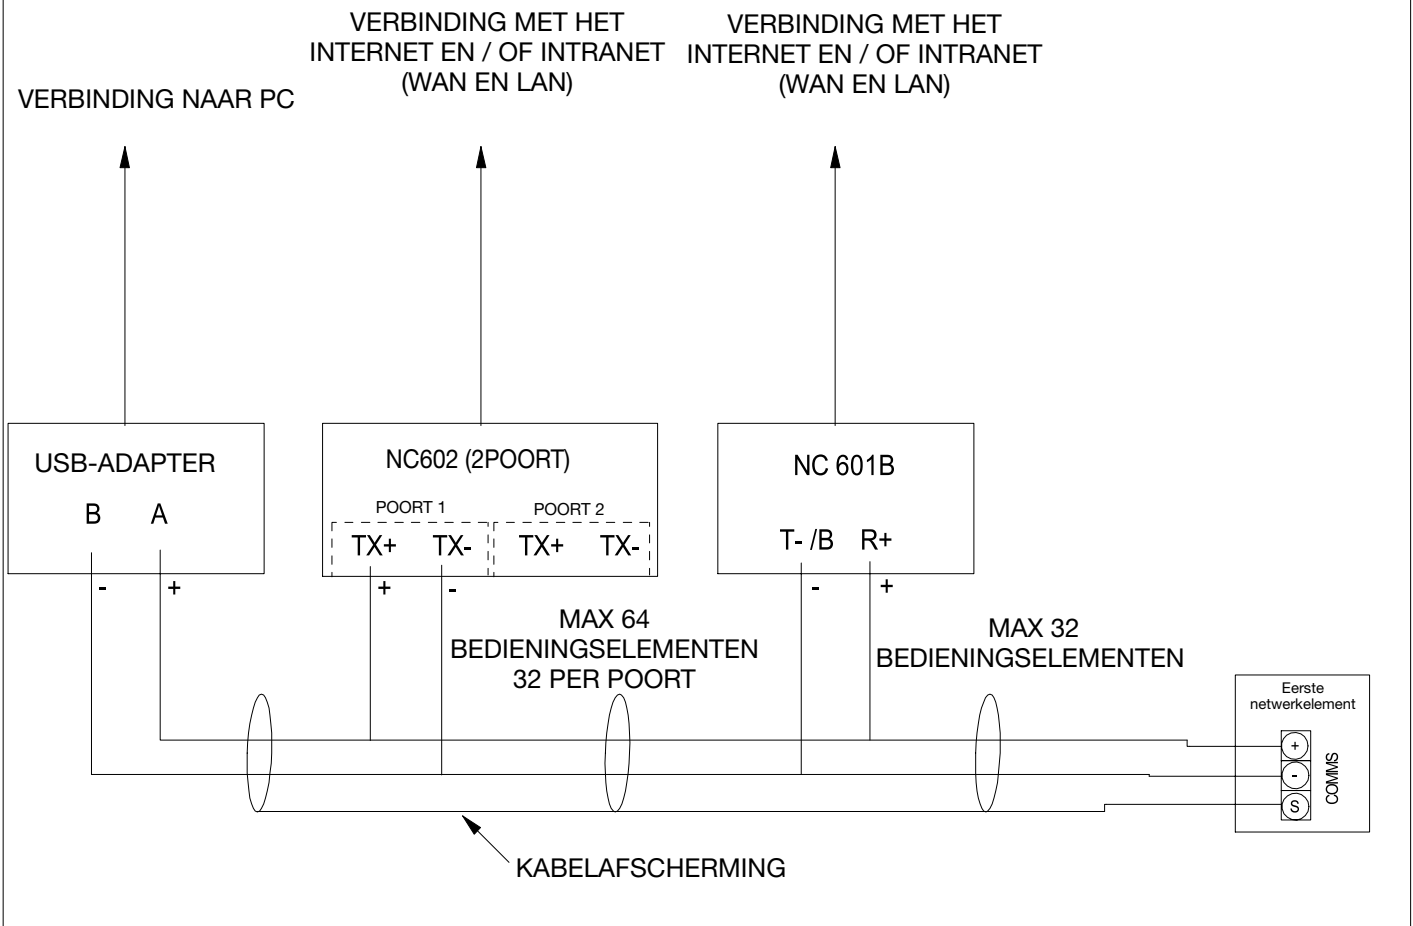 VERBINDING NAAR PC
VERBINDING MET HET
INTERNET EN / OF INTRANET
(WAN EN LAN)
VERBINDING MET HET
INTERNET EN / OF INTRANET
(WAN EN LAN)
USB-ADAPTER
B A
- +
NC602 (2POORT)
POORT 1 POORT 2
TX+ TX- TX+ TX-
+ -
NC 601B
T- /B R+
- +
MAX 64
BEDIENINGSELEMENTEN
32 PER POORT
MAX 32
BEDIENINGSELEMENTEN
Eerste
netwerkelement
+
-
S
COMMS
KABELAFSCHERMING